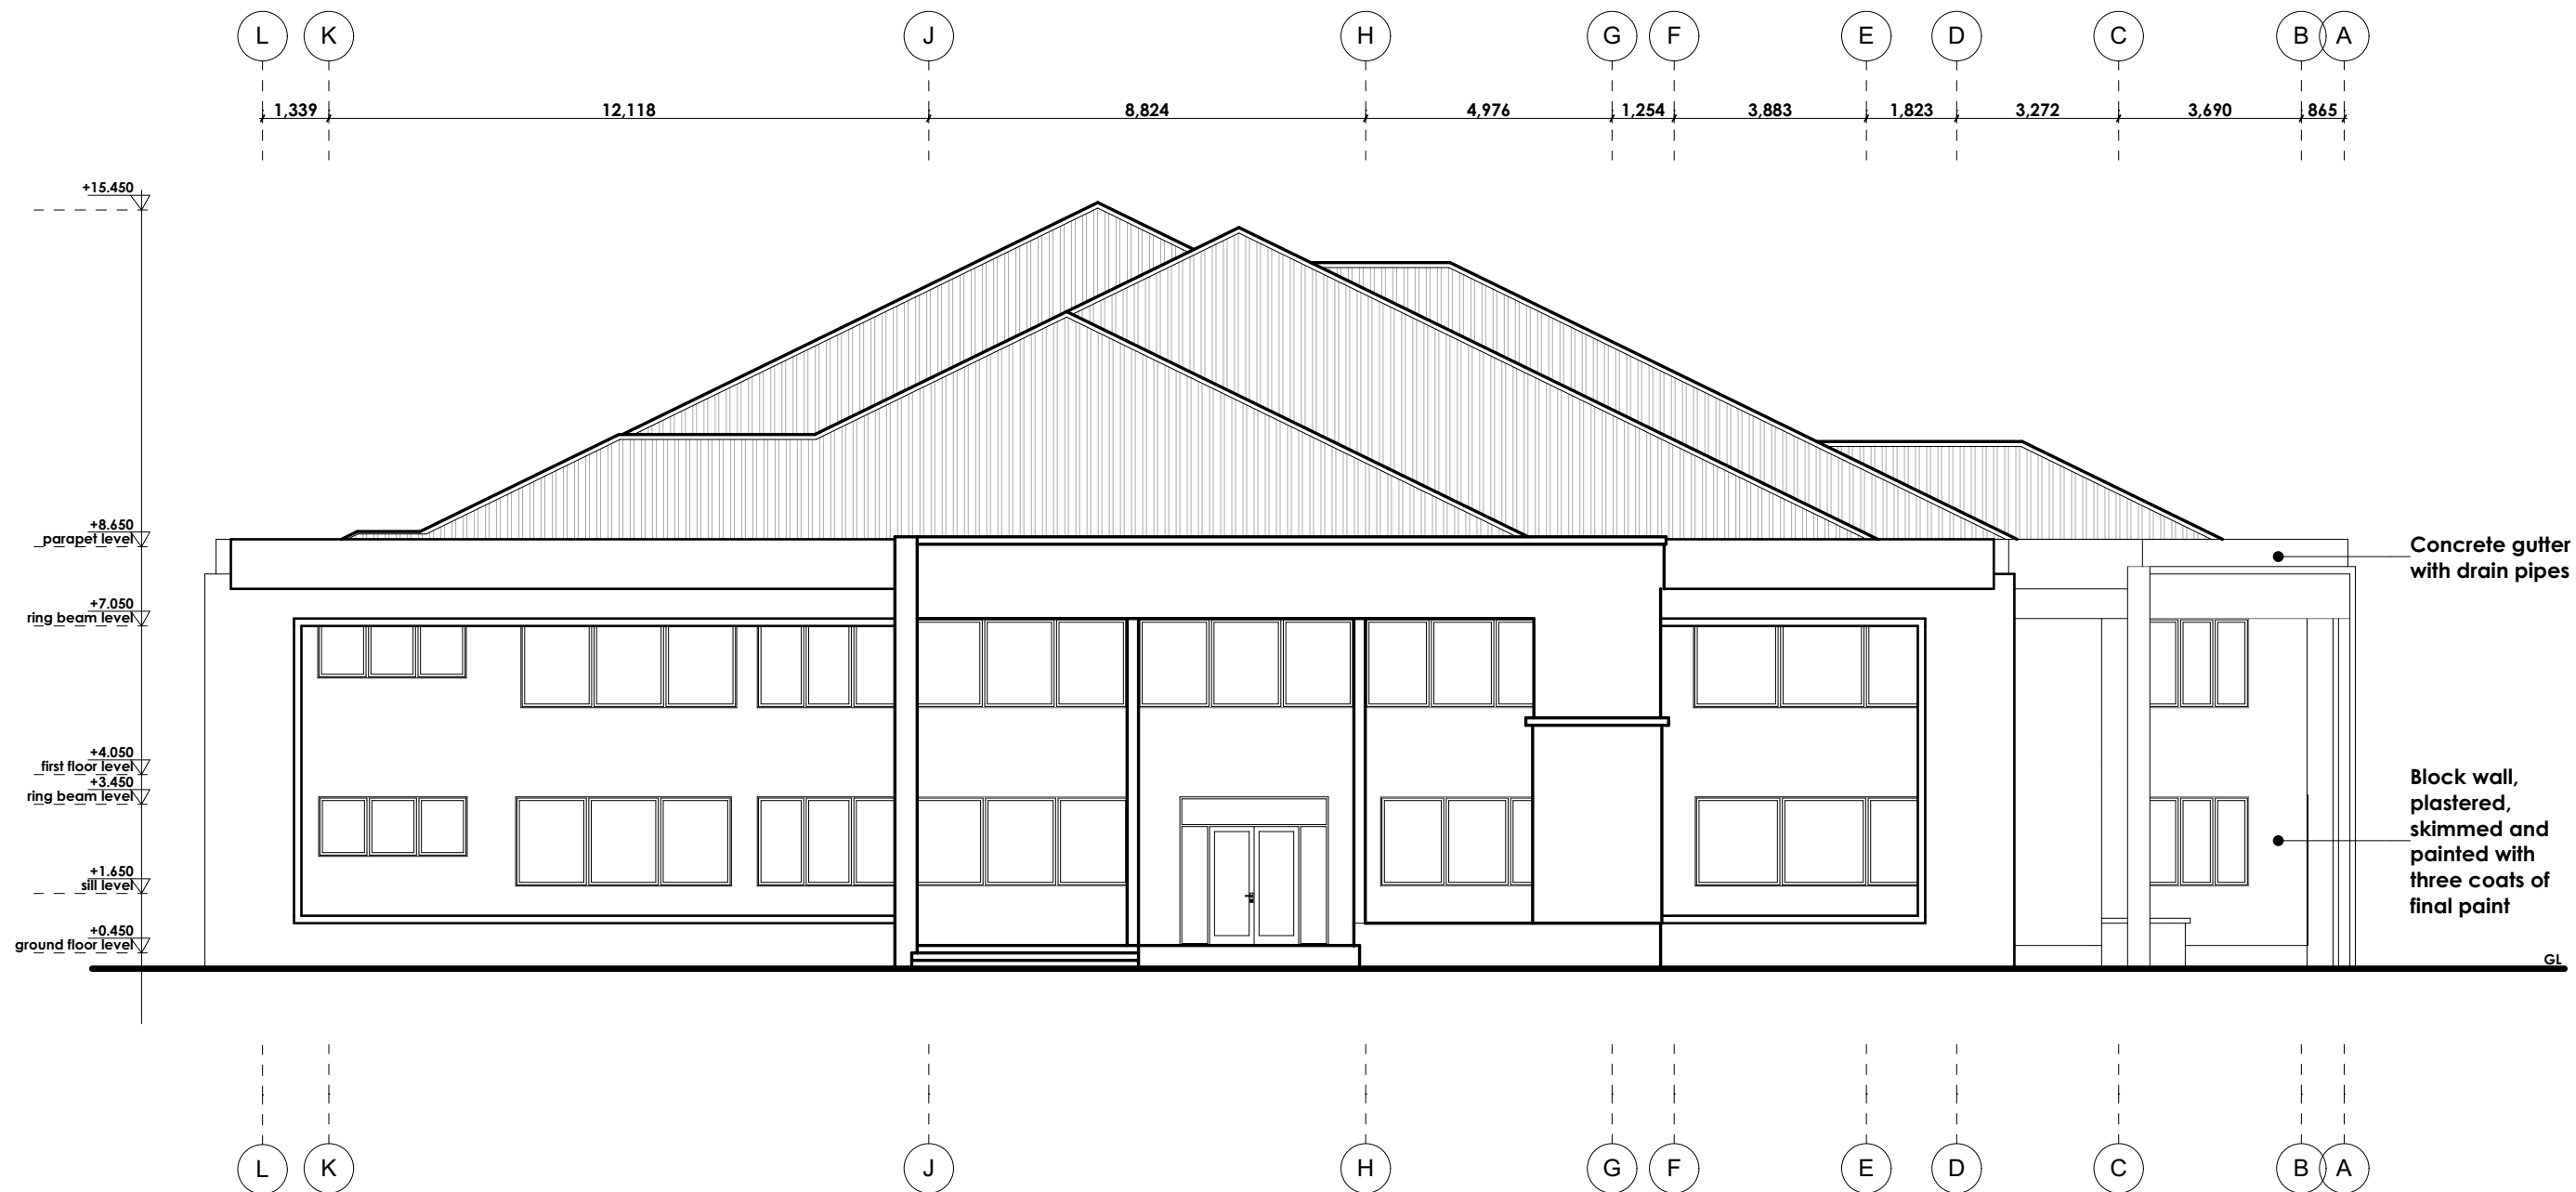 L K J H G F E D C B A
1,339 12,118 8,824 4,976 1,254 3,883 1,823 3,272 3,690 865
+15.450
+8.650
parapet level
Concrete gutter
with drain pipes
+7.050
ring beam level
+4.050
first floor level
+3.450
ring beam level
Block wall,
plastered,
skimmed and
painted with
three coats of
final paint
+1.650
sill level
+0.450
ground floor level
GL
L K J H G F E D C B A